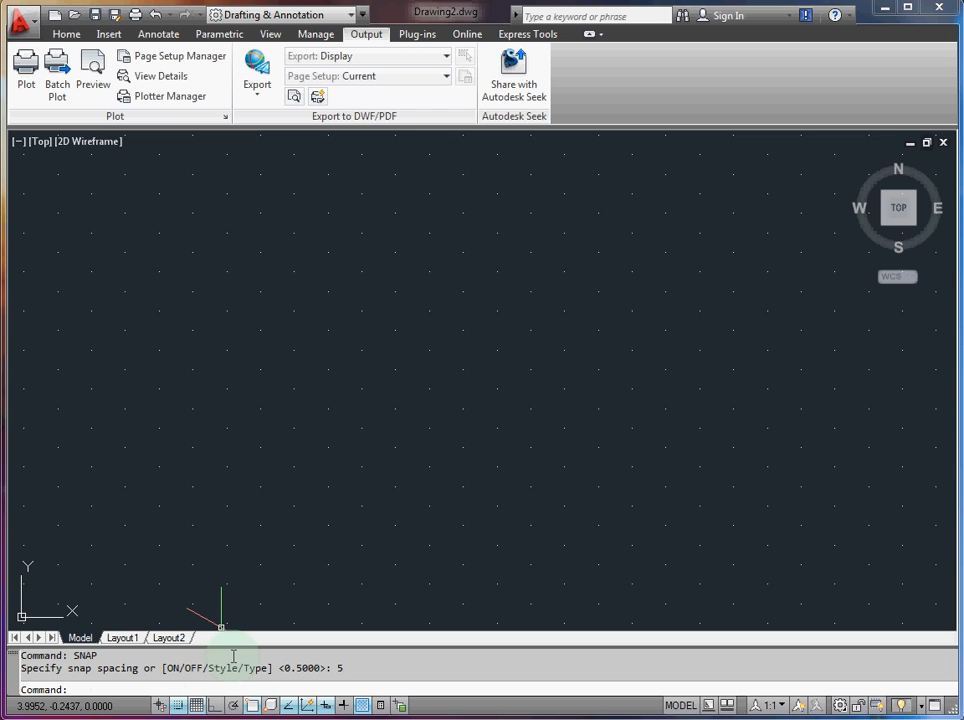 Drafting & Annotation
Drawing2.dwg
Type a keyword or phrase
Sign In
Home Insert Annotate Parametric View Manage Output Plug-ins Online Express Tools
Plot
Batch Plot
Preview
Page Setup Manager
View Details
Plotter Manager
Export
Export: Display
Page Setup: Current
Share with
Autodesk Seek
Plot
Export to DWF/PDF
Autodesk Seek
[−] [Top] [2D Wireframe]
N
W TOP E
S
WCS
Y
X
Model Layout1 Layout2
Command: SNAP
Specify snap spacing or [ON/OFF/Style/Type] <0.5000>: 5
Command:
3.9952, -0.2437, 0.0000
MODEL
1:1